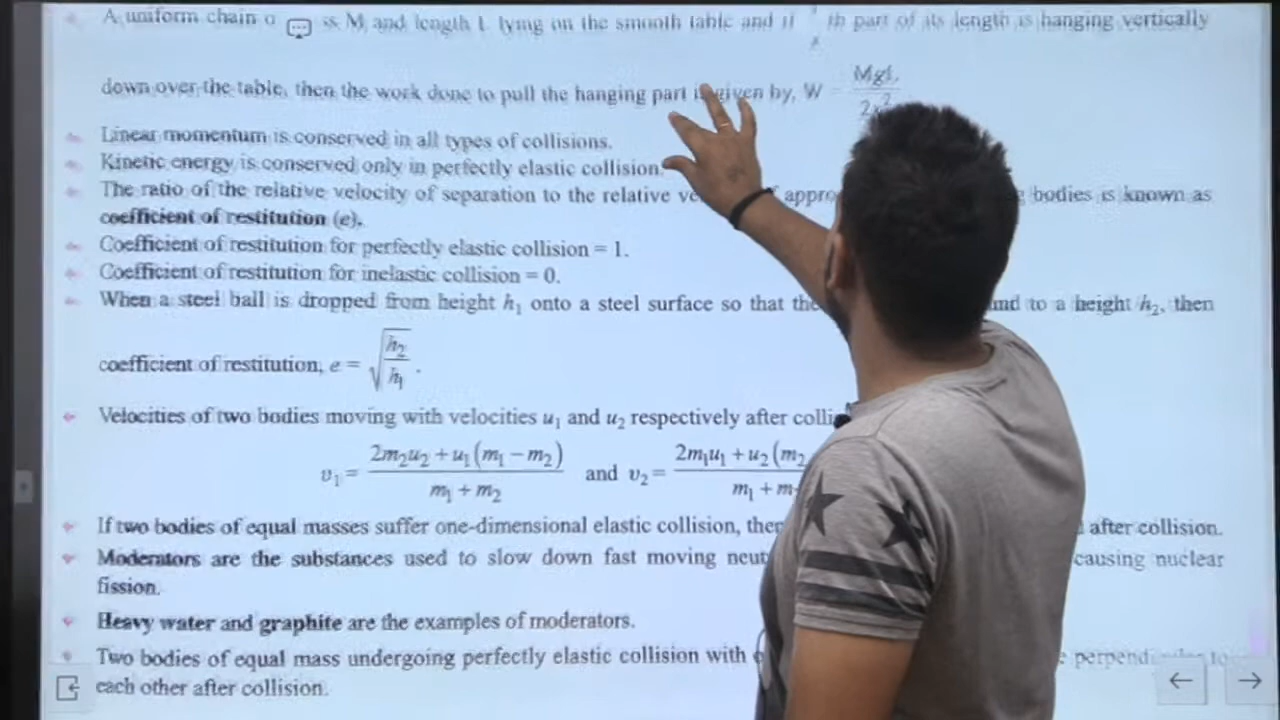 A uniform chain o ss M and length L lying on the smooth table and if th part of its length is hanging vertically
down over the table, then the work done to pull the hanging part is given by, W MgL / 2
Linear momentum is conserved in all types of collisions.
Kinetic energy is conserved only in perfectly elastic collision.
The ratio of the relative velocity of separation to the relative ve appro bodies is known as
coefficient of restitution (e).
Coefficient of restitution for perfectly elastic collision = 1.
Coefficient of restitution for inelastic collision = 0.
When a steel ball is dropped from height h₁ onto a steel surface so that the nd to a height h₂, then
coefficient of restitution, e = √(h₂/h₁).
Velocities of two bodies moving with velocities u₁ and u₂ respectively after colli
υ₁ = (2m₂u₂ + u₁(m₁ − m₂)) / (m₁ + m₂) and υ₂ = 2m₁u₁ + u₂(m₂ / m₁ + m
If two bodies of equal masses suffer one-dimensional elastic collision, the after collision.
Moderators are the substances used to slow down fast moving neut causing nuclear
fission.
Heavy water and graphite are the examples of moderators.
Two bodies of equal mass undergoing perfectly elastic collision with to
each other after collision.